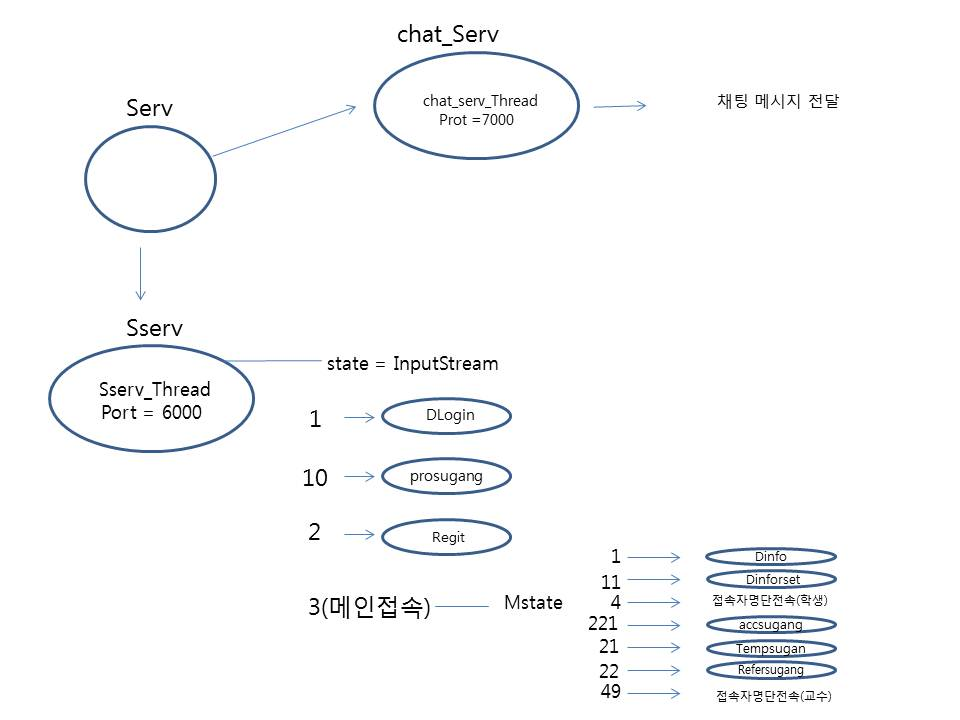 chat_Serv
Serv
chat_serv_Thread
Prot =7000
채팅 메시지 전달
Sserv
Sserv_Thread
Port = 6000
state = InputStream
1
DLogin
10
prosugang
2
Regit
3(메인접속)
Mstate
1
Dinfo
11
Dinforset
4
접속자명단전속(학생)
221
accsugang
21
Tempsugan
22
Refersugang
49
접속자명단전속(교수)